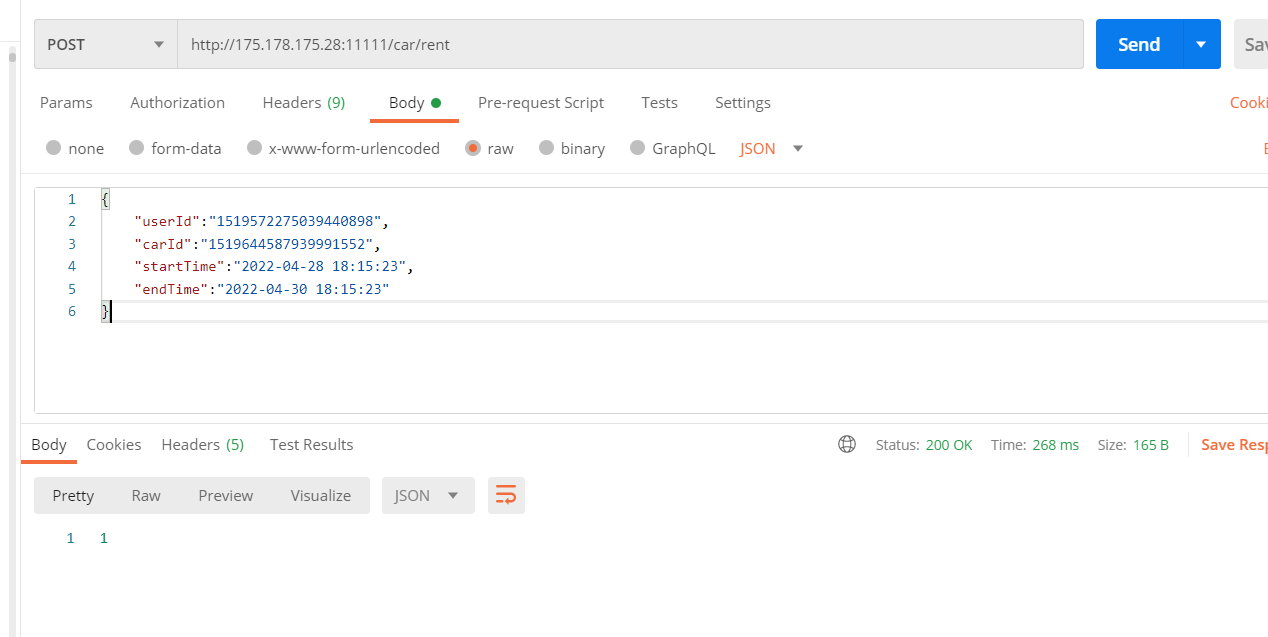 POST http://175.178.175.28:11111/car/rent Send Sav
Params Authorization Headers (9) Body Pre-request Script Tests Settings Cooki
none form-data x-www-form-urlencoded raw binary GraphQL JSON
1 {
2 "userId":"1519572275039440898",
3 "carId":"1519644587939991552",
4 "startTime":"2022-04-28 18:15:23",
5 "endTime":"2022-04-30 18:15:23"
6 }
Body Cookies Headers (5) Test Results Status: 200 OK Time: 268 ms Size: 165 B Save Resp
Pretty Raw Preview Visualize JSON
1 1